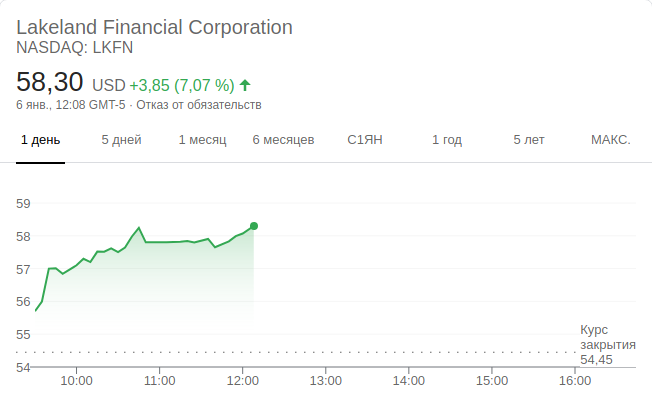 Lakeland Financial Corporation
NASDAQ: LKFN
58,30 USD +3,85 (7,07 %)
6 янв., 12:08 GMT-5 · Отказ от обязательств
1 день 5 дней 1 месяц 6 месяцев С1ЯН 1 год 5 лет МАКС.
59
58
57
56
55
54
Курс
закрытия
54,45
10:00 11:00 12:00 13:00 14:00 15:00 16:00